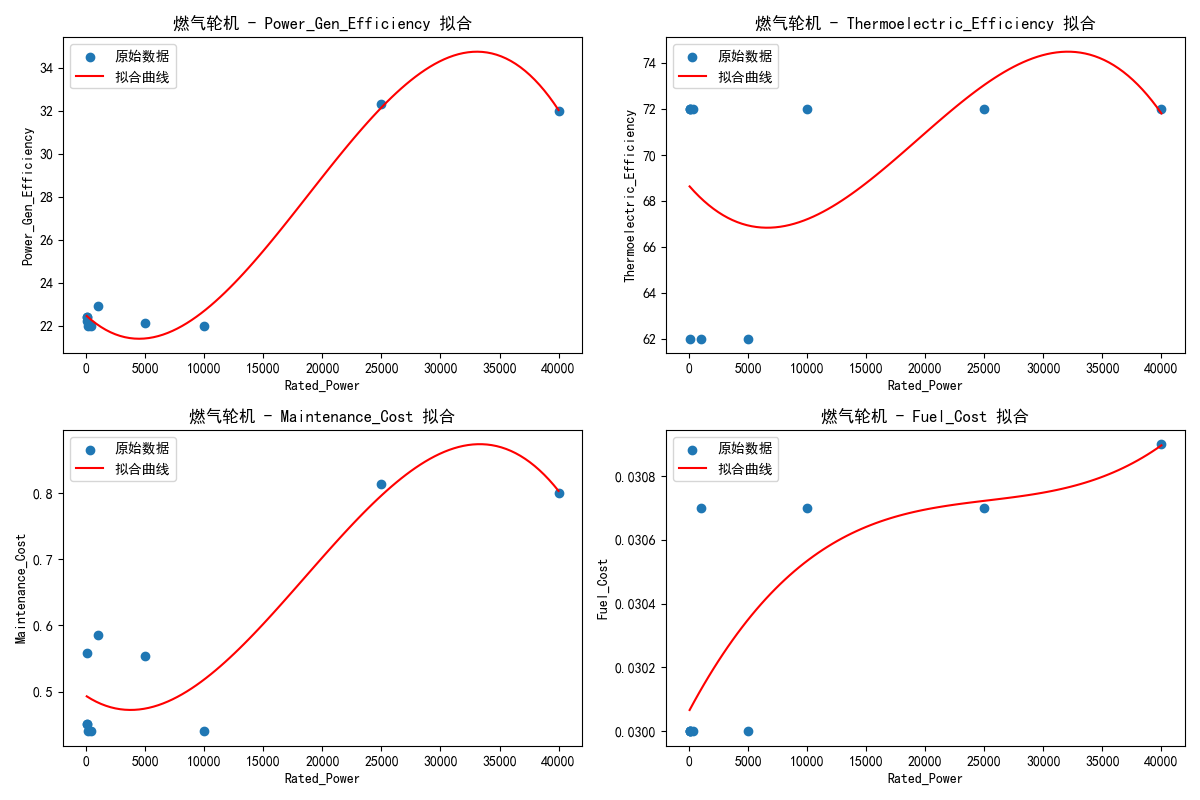 燃气轮机 - Power_Gen_Efficiency 拟合
原始数据
拟合曲线
Power_Gen_Efficiency
34
32
30
28
26
24
22
0 5000 10000 15000 20000 25000 30000 35000 40000
Rated_Power
燃气轮机 - Thermoelectric_Efficiency 拟合
原始数据
拟合曲线
Thermoelectric_Efficiency
74
72
70
68
66
64
62
0 5000 10000 15000 20000 25000 30000 35000 40000
Rated_Power
燃气轮机 - Maintenance_Cost 拟合
原始数据
拟合曲线
Maintenance_Cost
0.8
0.7
0.6
0.5
0 5000 10000 15000 20000 25000 30000 35000 40000
Rated_Power
燃气轮机 - Fuel_Cost 拟合
原始数据
拟合曲线
Fuel_Cost
0.0308
0.0306
0.0304
0.0302
0.0300
0 5000 10000 15000 20000 25000 30000 35000 40000
Rated_Power